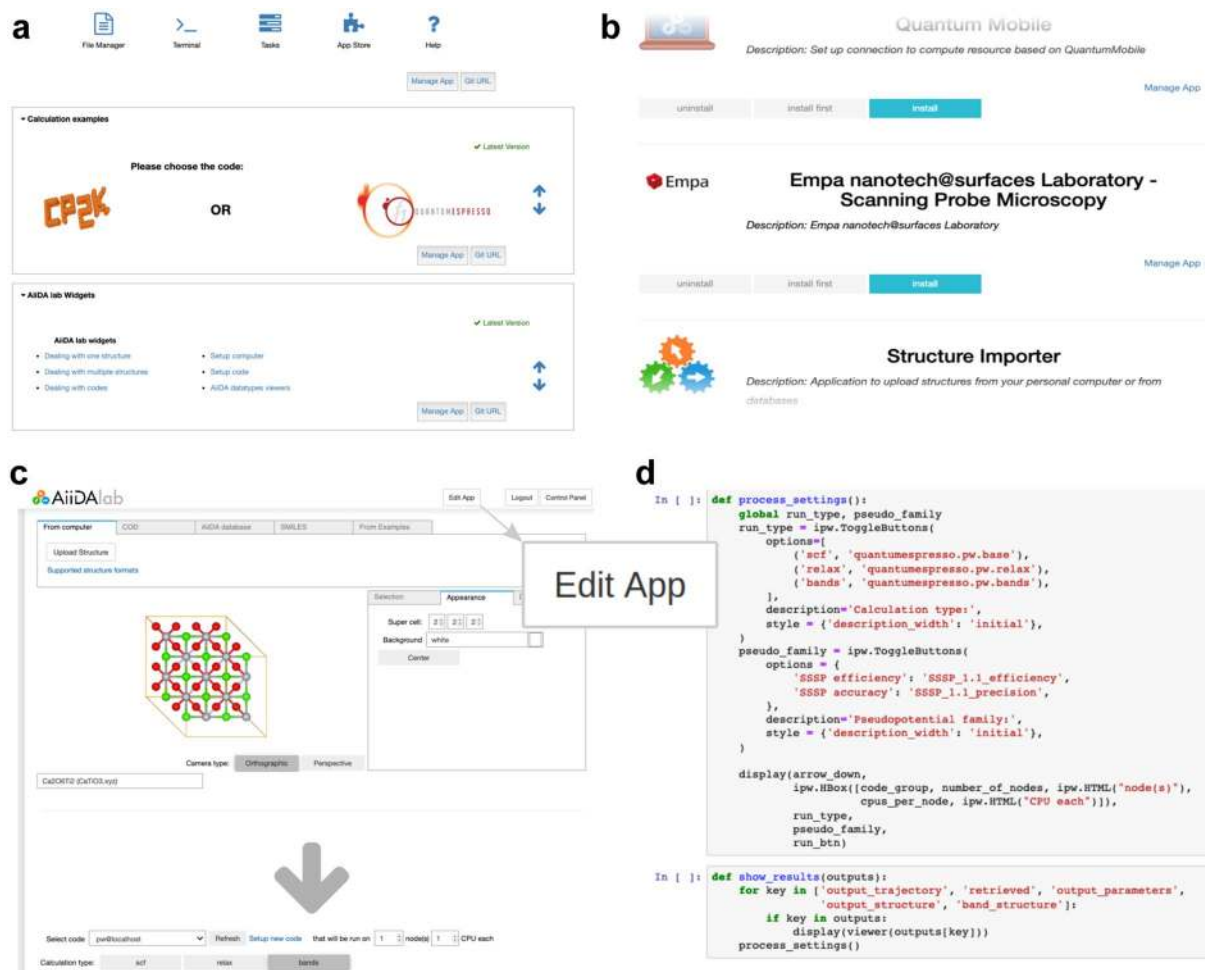 a
File Manager Terminal Tasks App Store Help
Manage App Git URL
Calculation examples
Latest Version
Please choose the code:
CP2K OR QUANTUMESPRESSO
Manage App Git URL
AiiDA lab Widgets
Latest Version
AiiDA lab widgets
Dealing with one structure Setup computer
Dealing with multiple structures Setup code
Dealing with codes AiiDA datatypes viewers
Manage App Git URL
b
Quantum Mobile
Description: Set up connection to compute resource based on QuantumMobile
Manage App
uninstall install first install
Empa
Empa nanotech@surfaces Laboratory -
Scanning Probe Microscopy
Description: Empa nanotech@surfaces Laboratory
Manage App
uninstall install first install
Structure Importer
Description: Application to upload structures from your personal computer or from
databases
c
AiiDAlab Edit App Logout Control Panel
From computer COD AiiDA database SMILES From Examples
Upload Structure
Supported structure formats
Edit App
Selection Appearance
Super cell: 2 2 2
Background white
Center
Camera type: Orthographic Perspective
Ca2O6Ti2 (CaTiO3.xyz)
Select code pw@localhost Refresh Setup new code that will be run on 1 node(s) 1 CPU each
Calculation type: scf relax bands
d
In [ ]: def process_settings():
global run_type, pseudo_family
run_type = ipw.ToggleButtons(
options=[
('scf', 'quantumespresso.pw.base'),
('relax', 'quantumespresso.pw.relax'),
('bands', 'quantumespresso.pw.bands'),
],
description='Calculation type:',
style = {'description_width': 'initial'},
)
pseudo_family = ipw.ToggleButtons(
options = {
'SSSP efficiency': 'SSSP_1.1_efficiency',
'SSSP accuracy': 'SSSP_1.1_precision',
},
description='Pseudopotential family:',
style = {'description_width': 'initial'},
)
display(arrow_down,
ipw.HBox([code_group, number_of_nodes, ipw.HTML("node(s)"),
cpus_per_node, ipw.HTML("CPU each")]),
run_type,
pseudo_family,
run_btn)
In [ ]: def show_results(outputs):
for key in ['output_trajectory', 'retrieved', 'output_parameters',
'output_structure', 'band_structure']:
if key in outputs:
display(viewer(outputs[key]))
process_settings()